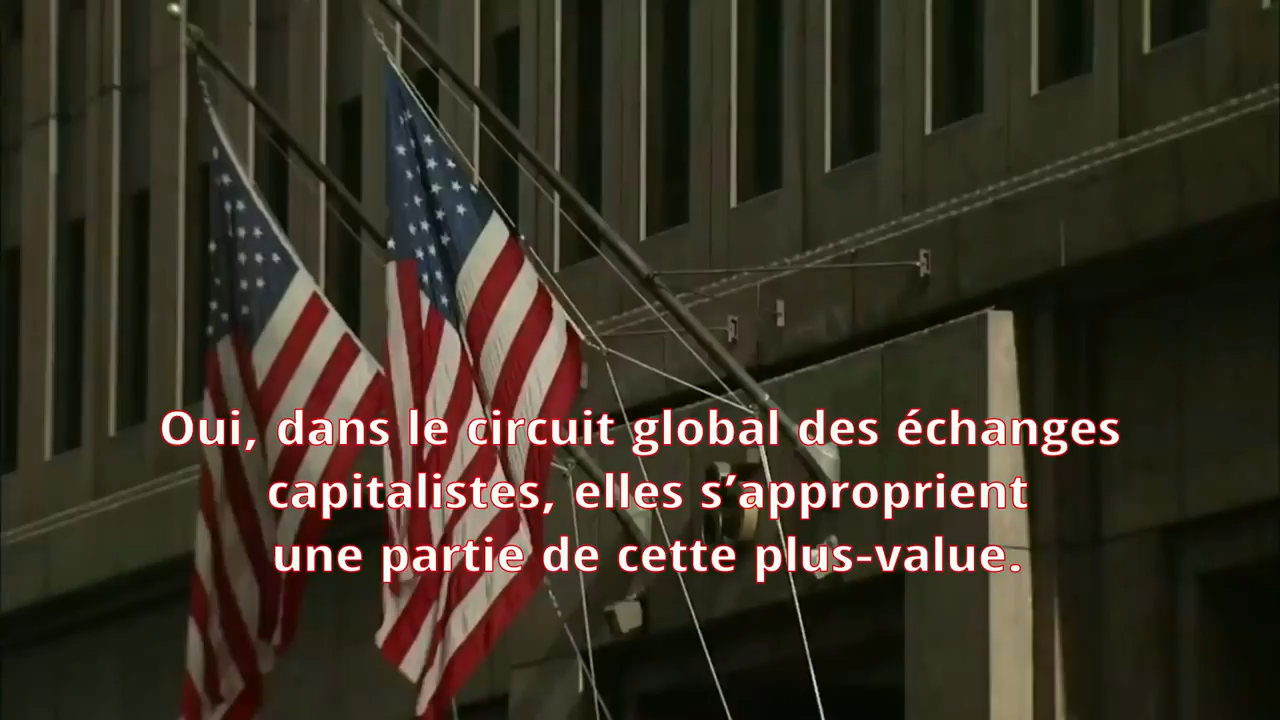 Oui, dans le circuit global des échanges
capitalistes, elles s’approprient
une partie de cette plus-value.